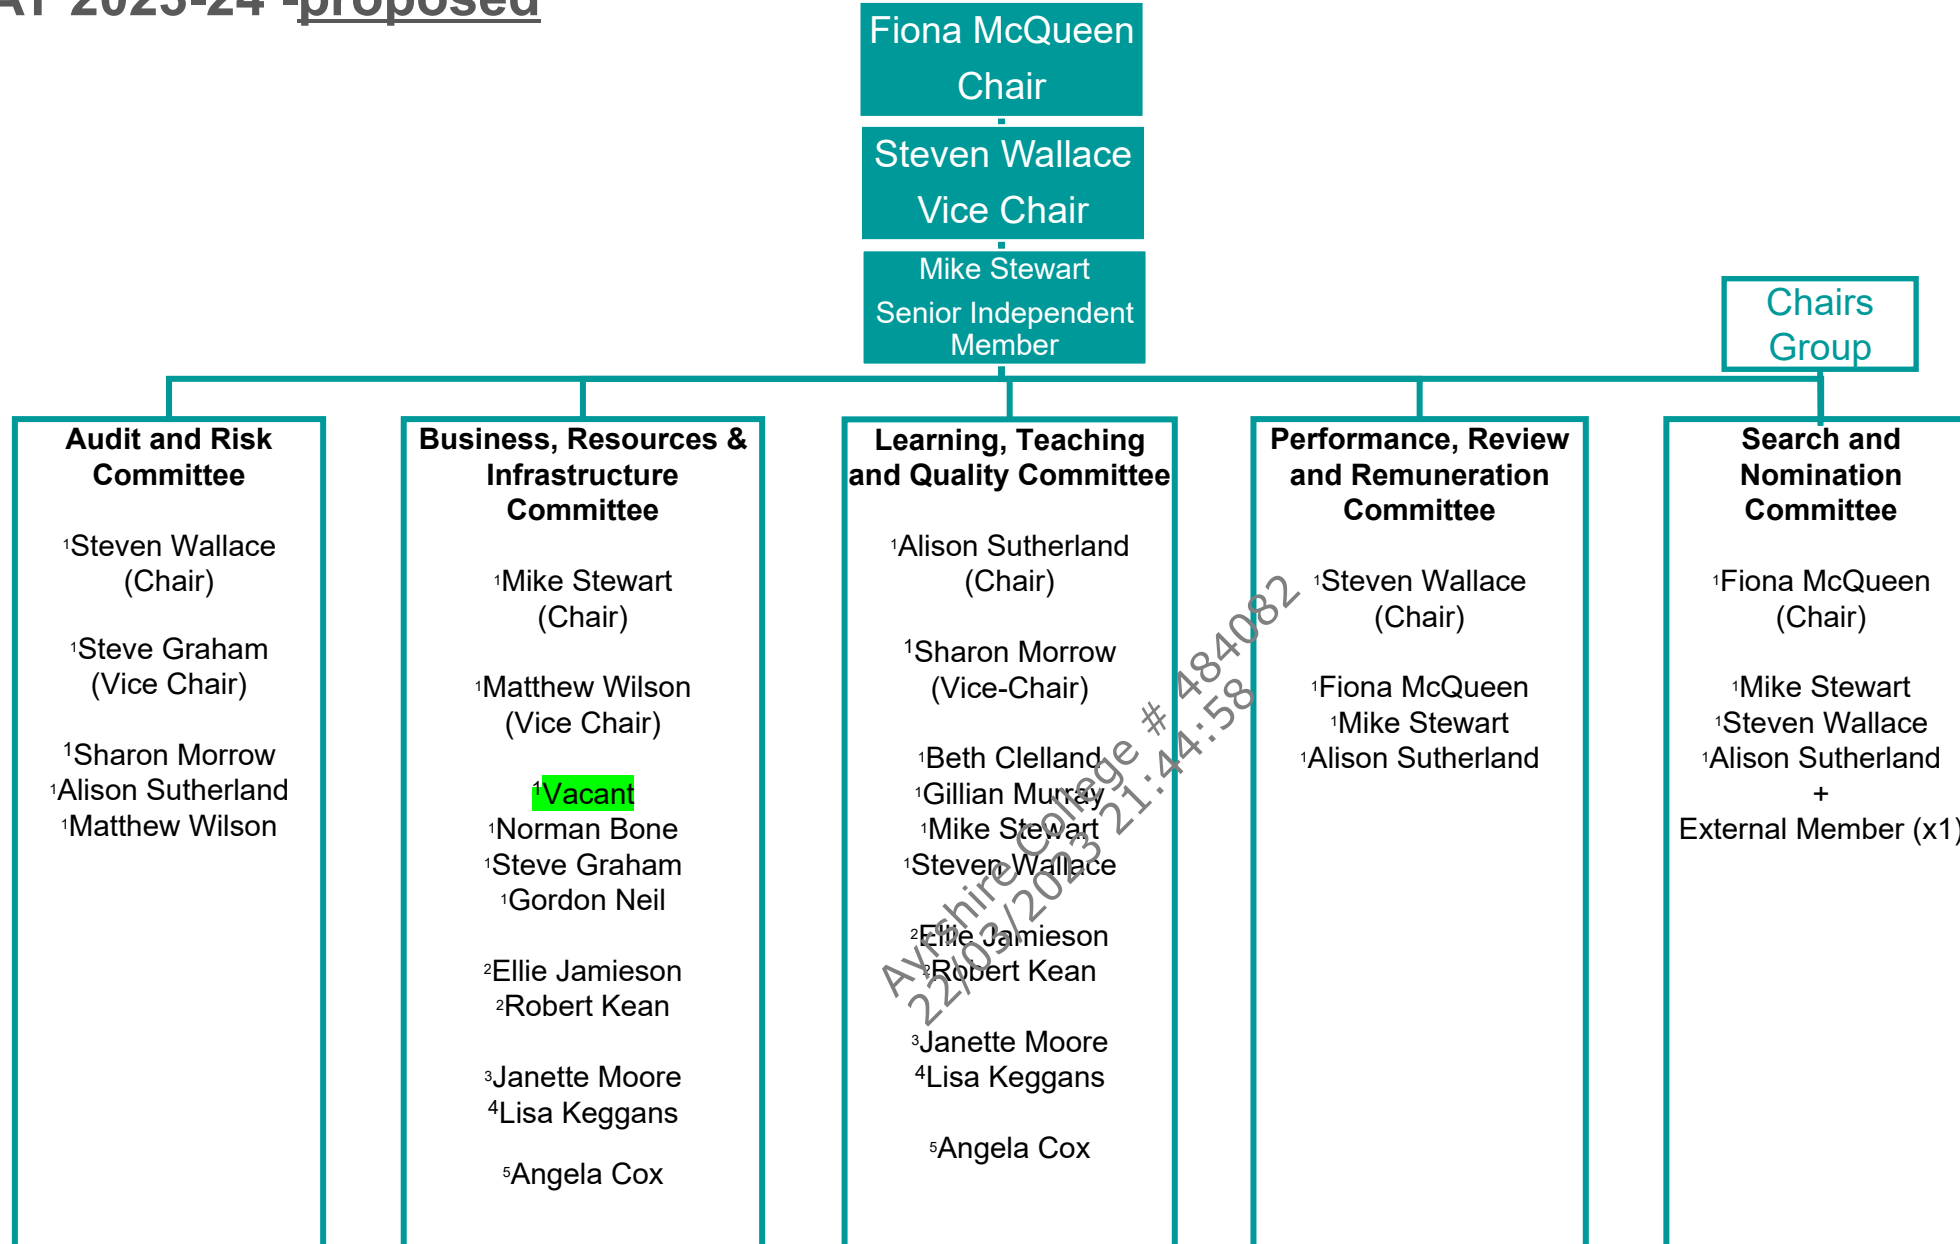 AT 2023-24 -proposed
Fiona McQueen
Chair
Steven Wallace
Vice Chair
Mike Stewart
Senior Independent
Member
Chairs
Group
Audit and Risk
Committee
¹Steven Wallace
(Chair)
¹Steve Graham
(Vice Chair)
¹Sharon Morrow
¹Alison Sutherland
¹Matthew Wilson
Business, Resources &
Infrastructure
Committee
¹Mike Stewart
(Chair)
¹Matthew Wilson
(Vice Chair)
¹Vacant
¹Norman Bone
¹Steve Graham
¹Gordon Neil
²Ellie Jamieson
²Robert Kean
³Janette Moore
⁴Lisa Keggans
⁵Angela Cox
Learning, Teaching
and Quality Committee
¹Alison Sutherland
(Chair)
¹Sharon Morrow
(Vice-Chair)
¹Beth Clelland
¹Gillian Murray
¹Mike Stewart
¹Steven Wallace
²Ellie Jamieson
²Robert Kean
³Janette Moore
⁴Lisa Keggans
⁵Angela Cox
Performance, Review
and Remuneration
Committee
¹Steven Wallace
(Chair)
¹Fiona McQueen
¹Mike Stewart
¹Alison Sutherland
Search and
Nomination
Committee
¹Fiona McQueen
(Chair)
¹Mike Stewart
¹Steven Wallace
¹Alison Sutherland
+
External Member (x1)
Ayrshire College # 484082
22/03/2023 21:44:58